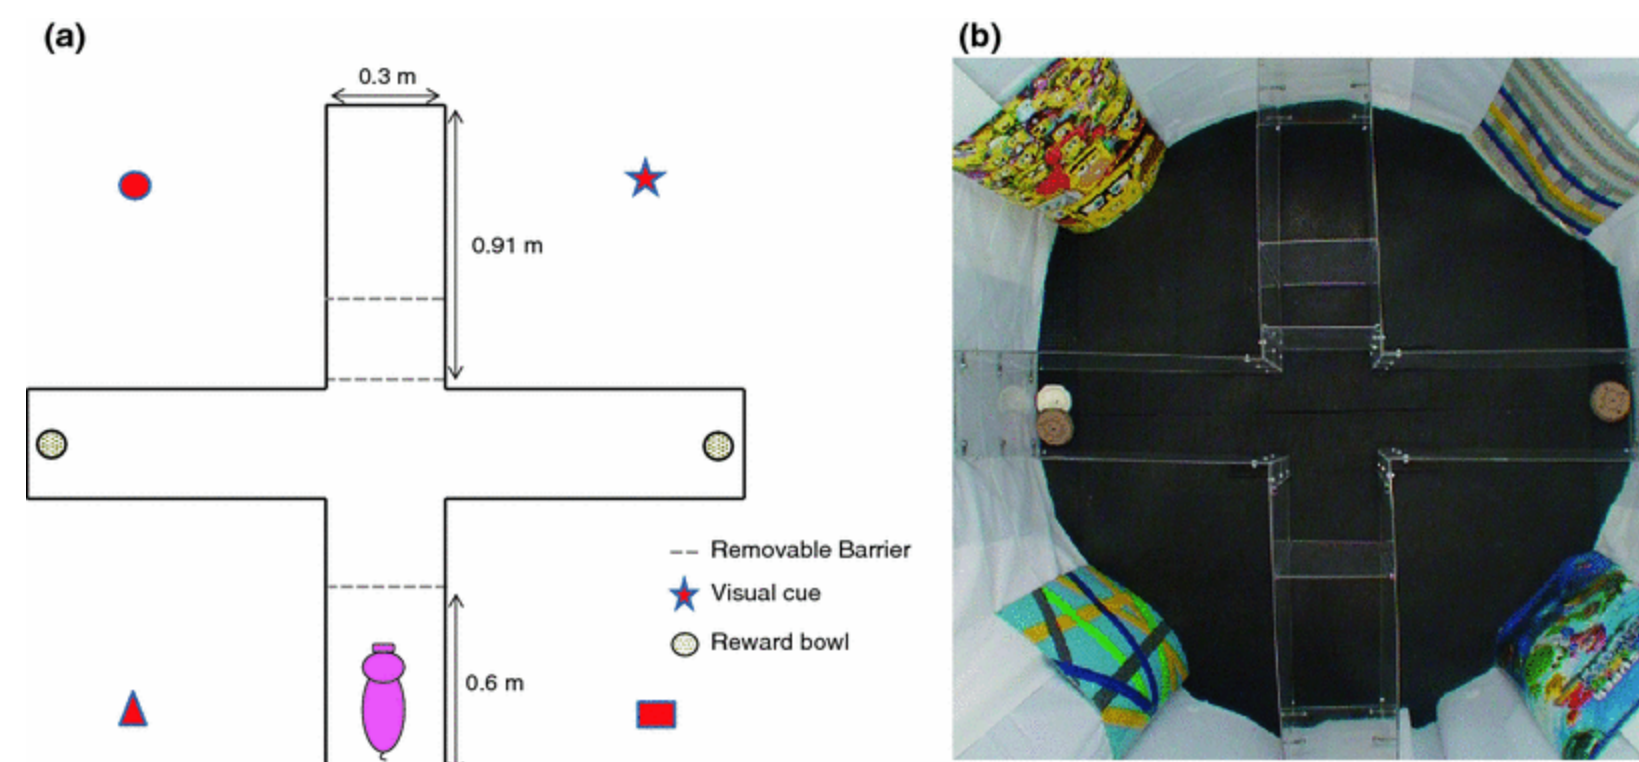 (a)
0.3 m
0.91 m
Removable Barrier
Visual cue
Reward bowl
0.6 m
(b)